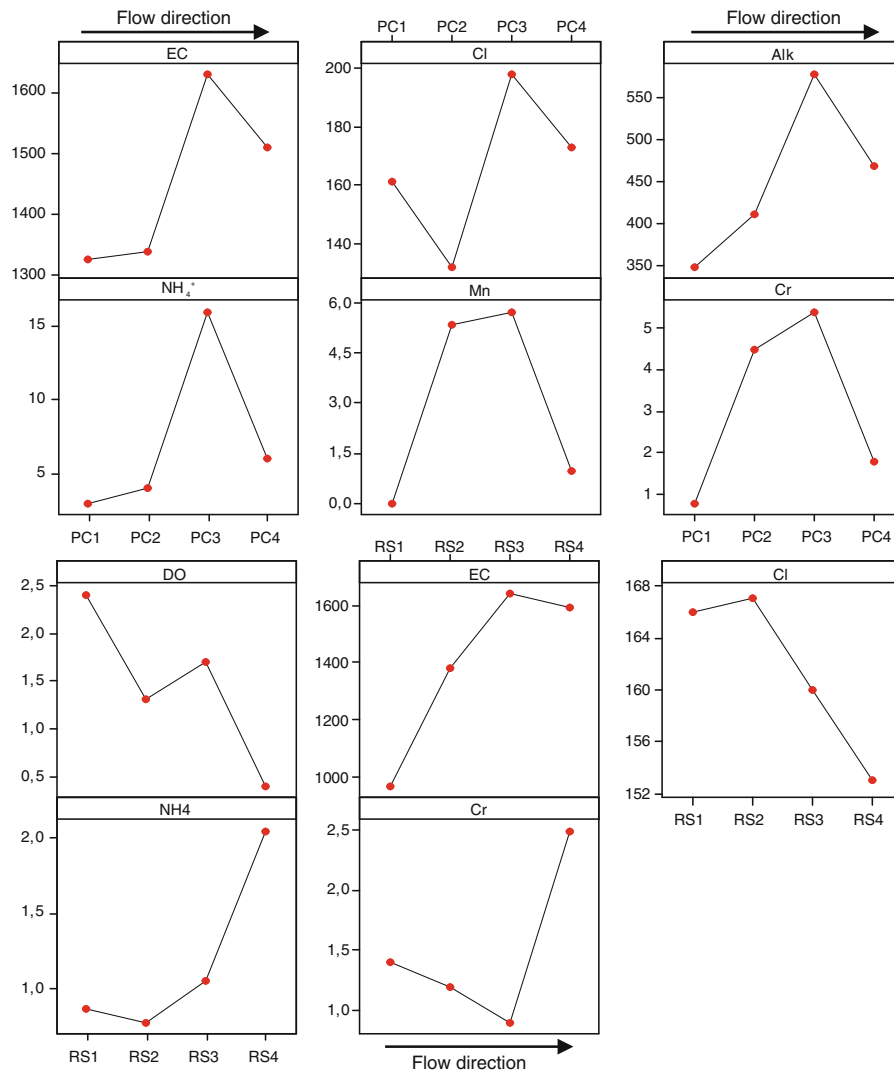 Flow direction
PC1 PC2 PC3 PC4
Flow direction
EC
Cl
Alk
1600
1500
1400
1300
200
180
160
140
550
500
450
400
350
NH₄⁺
Mn
Cr
15
10
5
6,0
4,5
3,0
1,5
0,0
5
4
3
2
1
PC1 PC2 PC3 PC4
PC1 PC2 PC3 PC4
RS1 RS2 RS3 RS4
DO
EC
Cl
2,5
2,0
1,5
1,0
0,5
1600
1400
1200
1000
168
164
160
156
152
RS1 RS2 RS3 RS4
NH4
Cr
2,0
1,5
1,0
2,5
2,0
1,5
1,0
RS1 RS2 RS3 RS4
Flow direction